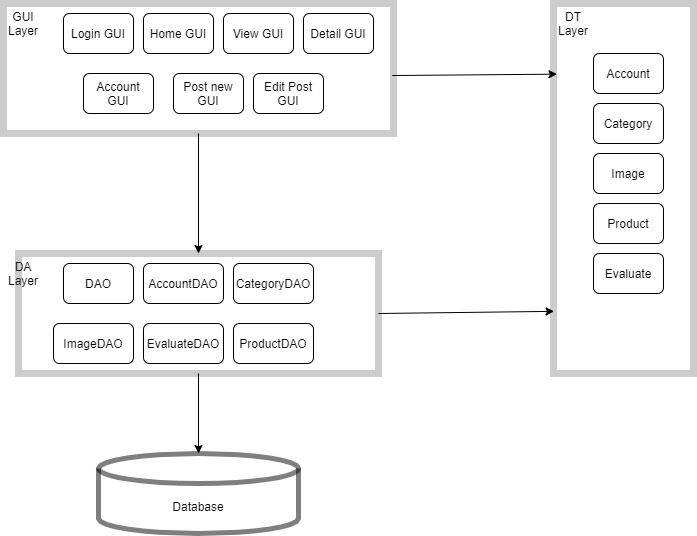 GUI
Layer
Login GUI
Home GUI
View GUI
Detail GUI
Account
GUI
Post new
GUI
Edit Post
GUI
DT
Layer
Account
Category
Image
Product
Evaluate
DA
Layer
DAO
AccountDAO
CategoryDAO
ImageDAO
EvaluateDAO
ProductDAO
Database